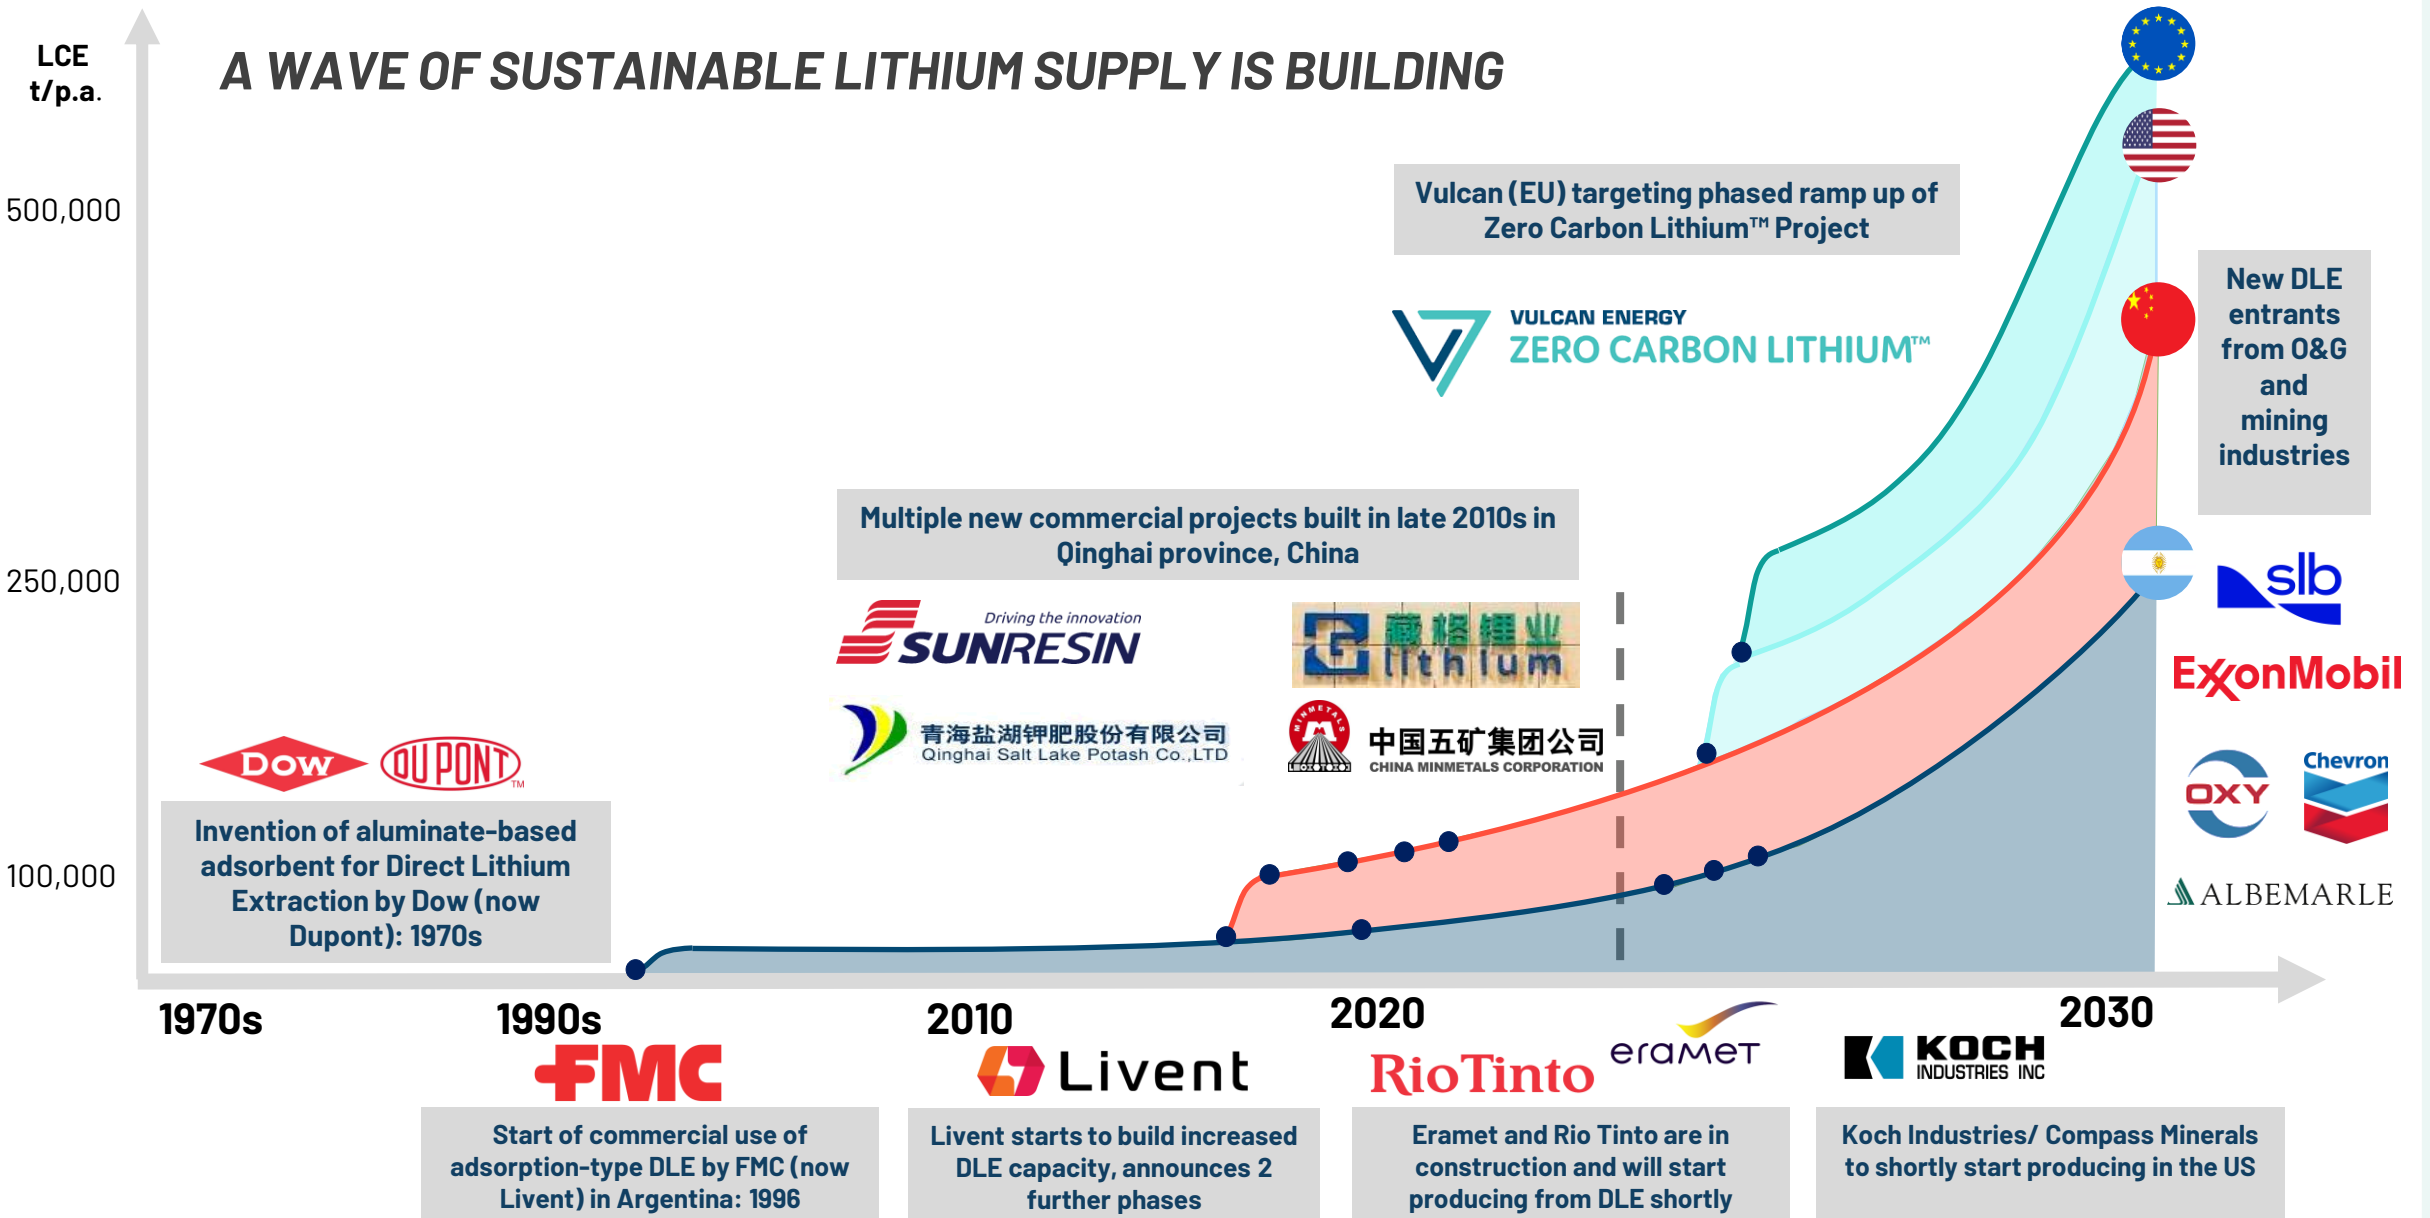 LCE
t/p.a.
A WAVE OF SUSTAINABLE LITHIUM SUPPLY IS BUILDING
500,000
250,000
100,000
Vulcan (EU) targeting phased ramp up of
Zero Carbon Lithium™ Project
VULCAN ENERGY
ZERO CARBON LITHIUM™
New DLE
entrants
from O&G
and
mining
industries
Multiple new commercial projects built in late 2010s in
Qinghai province, China
Driving the innovation
SUNRESIN
藏格锂业
lithium
青海盐湖钾肥股份有限公司
Qinghai Salt Lake Potash Co.,LTD
MINMETALS
中国五矿集团公司
CHINA MINMETALS CORPORATION
slb
ExxonMobil
OXY
Chevron
ALBEMARLE
DOW
DUPONT™
Invention of aluminate-based
adsorbent for Direct Lithium
Extraction by Dow (now
Dupont): 1970s
1970s
1990s
2010
2020
2030
FMC
Livent
RioTinto
eramet
KOCH
INDUSTRIES INC
Start of commercial use of
adsorption-type DLE by FMC (now
Livent) in Argentina: 1996
Livent starts to build increased
DLE capacity, announces 2
further phases
Eramet and Rio Tinto are in
construction and will start
producing from DLE shortly
Koch Industries/ Compass Minerals
to shortly start producing in the US